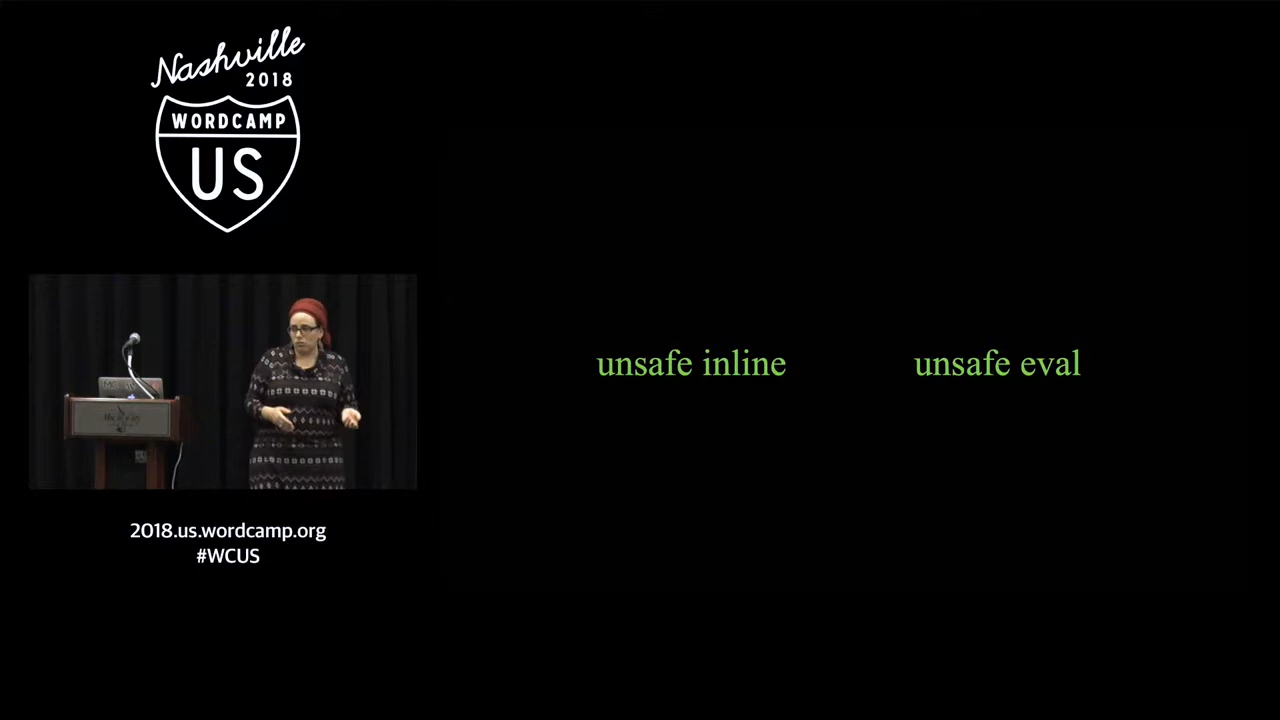 Nashville
2018
WORDCAMP
US
unsafe inline
unsafe eval
2018.us.wordcamp.org
#WCUS